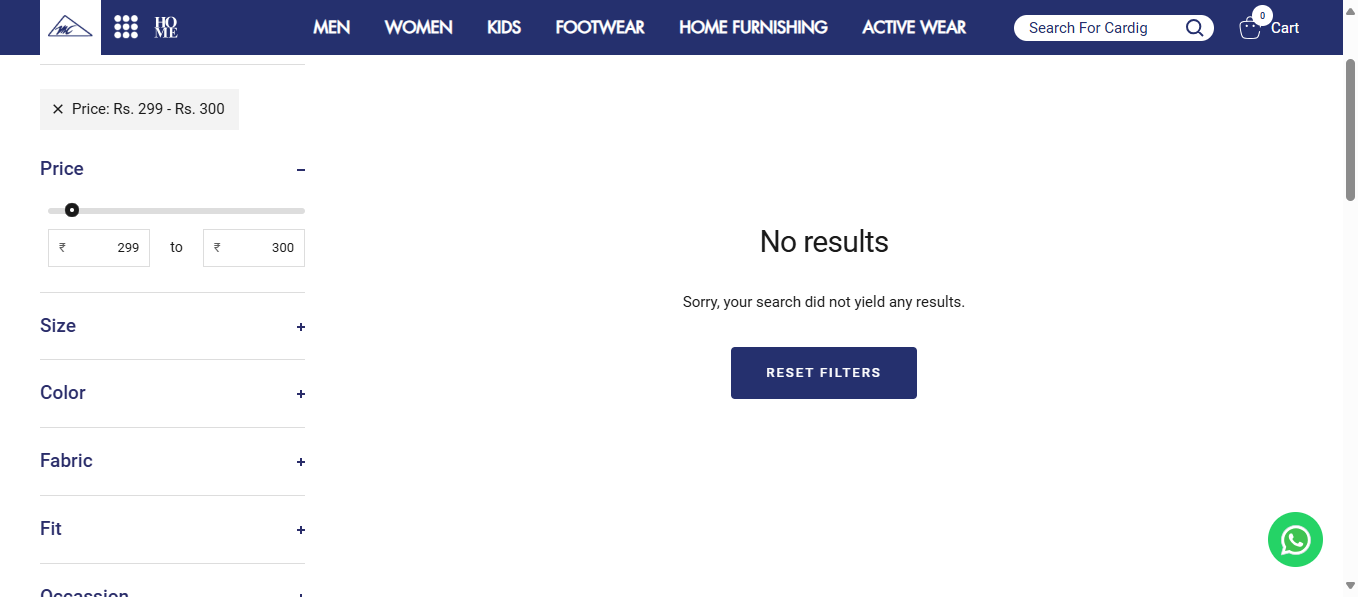 MC
HO
ME
MEN WOMEN KIDS FOOTWEAR HOME FURNISHING ACTIVE WEAR
Search For Cardig
0
Cart
✕ Price: Rs. 299 - Rs. 300
Price −
₹ 299 to ₹ 300
Size +
Color +
Fabric +
Fit +
Occassion +
No results
Sorry, your search did not yield any results.
RESET FILTERS